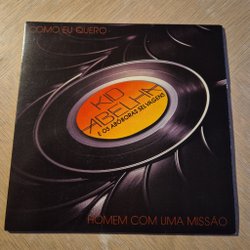 COMO EU QUERO
KID
ABELHA
E OS ABÓBORAS SELVAGENS
HOMEM COM UMA MISSÃO